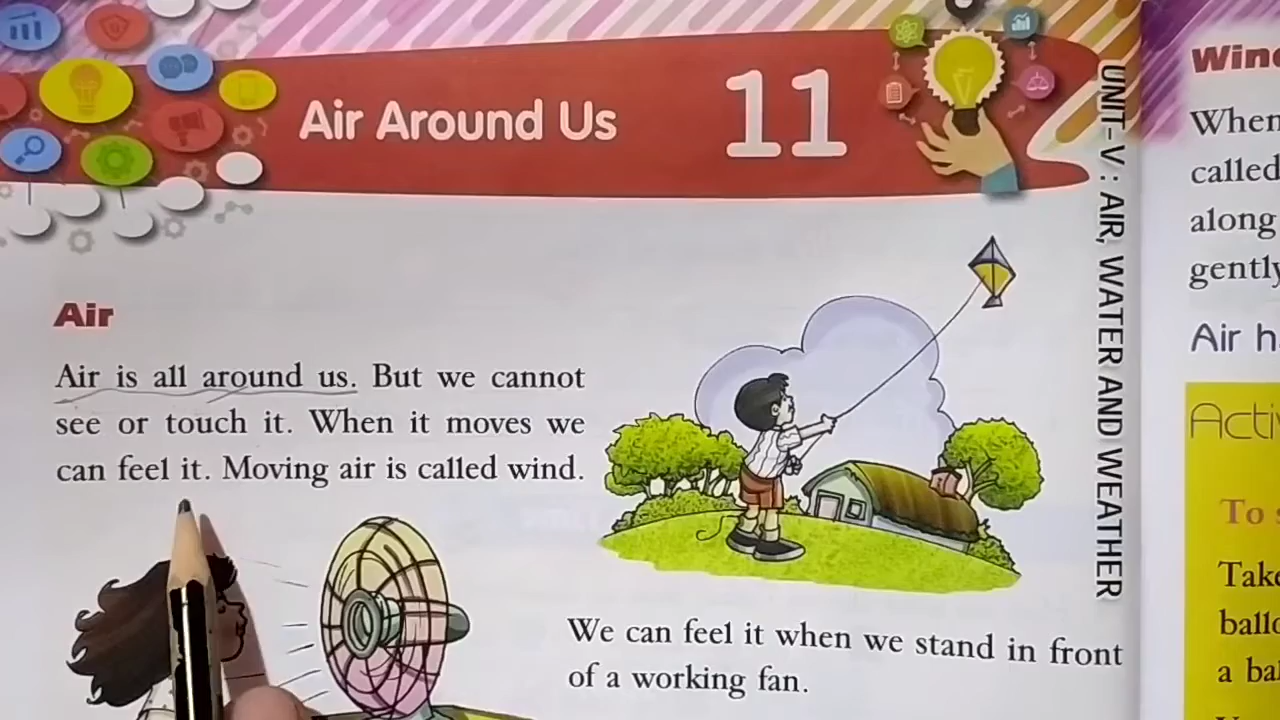 Air Around Us 11
UNIT-V : AIR, WATER AND WEATHER
Air
Air is all around us. But we cannot
see or touch it. When it moves we
can feel it. Moving air is called wind.
We can feel it when we stand in front
of a working fan.
When
called
along
gently
Air
To